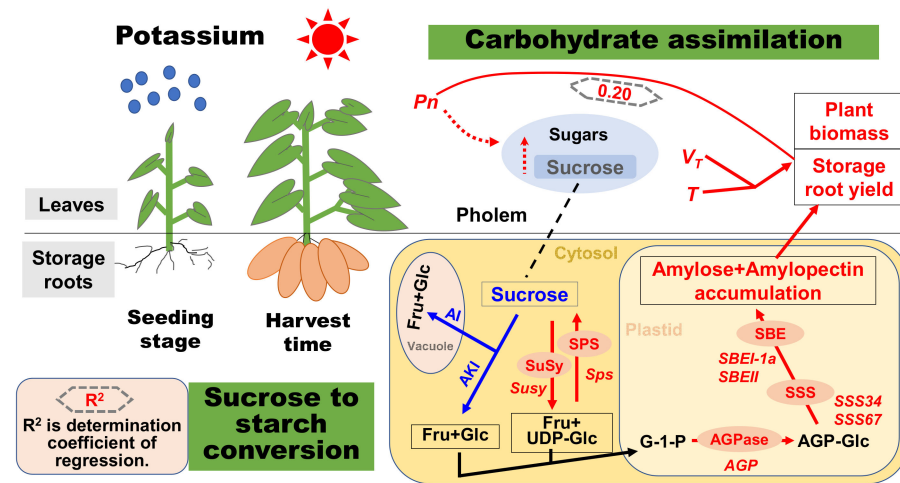 Potassium
Carbohydrate assimilation
Pn
0.20
Sugars
Sucrose
Plant
biomass
Storage
root yield
V_T
T
Leaves
Pholem
Storage
roots
Seeding
stage
Harvest
time
Cytosol
Fru+Glc
Vacuole
AI
AKI
Sucrose
SuSy
Susy
SPS
Sps
Fru+Glc
Fru+
UDP-Glc
Amylose+Amylopectin
accumulation
Plastid
SBE
SBEI-1a
SBEII
SSS
SSS34
SSS67
G-1-P
AGPase
AGP
AGP-Glc
R²
R² is determination
coefficient of
regression.
Sucrose to
starch
conversion